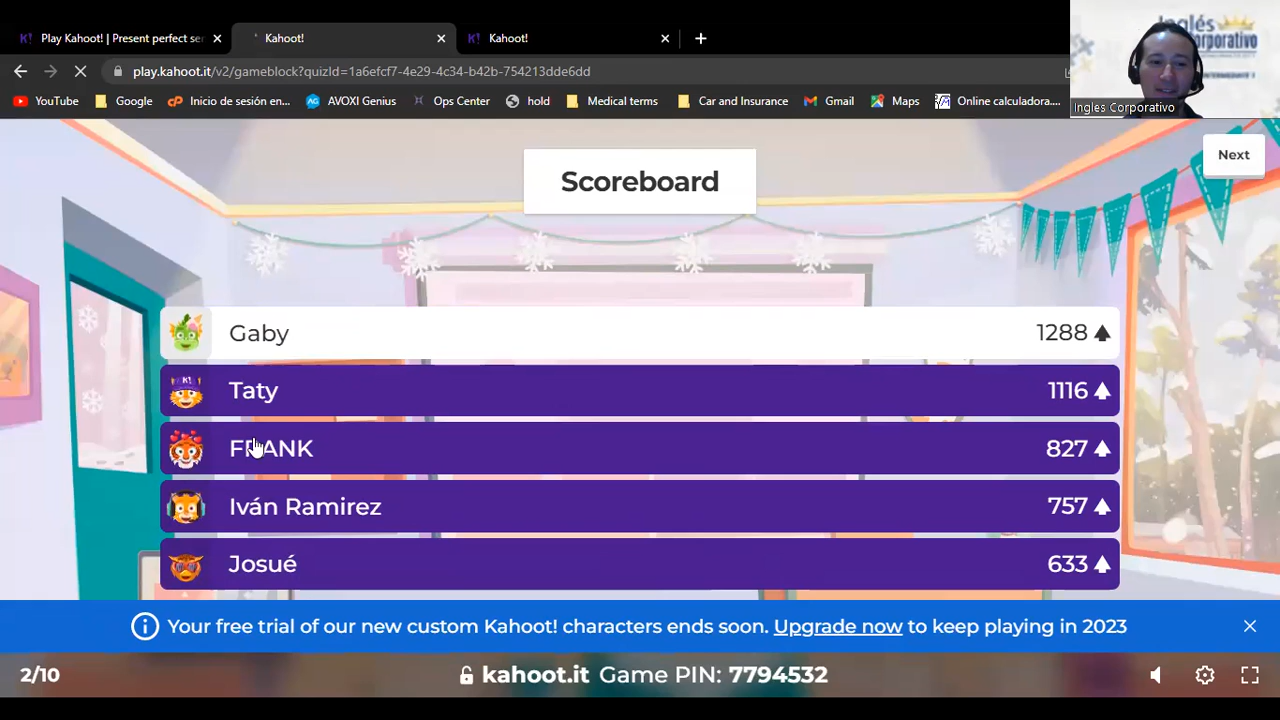 Play Kahoot! | Present perfect se
Kahoot!
Kahoot!
play.kahoot.it/v2/gameblock?quizId=1a6efcf7-4e29-4c34-b42b-754213dde6dd
YouTube Google Inicio de sesión en... AVOXI Genius Ops Center hold Medical terms Car and Insurance Gmail Maps Online calculadora....
Inglés
Corporativo
Ingles Corporativo
Next
Scoreboard
Gaby 1288
Taty 1116
FRANK 827
Iván Ramirez 757
Josué 633
Your free trial of our new custom Kahoot! characters ends soon. Upgrade now to keep playing in 2023
2/10
kahoot.it Game PIN: 7794532